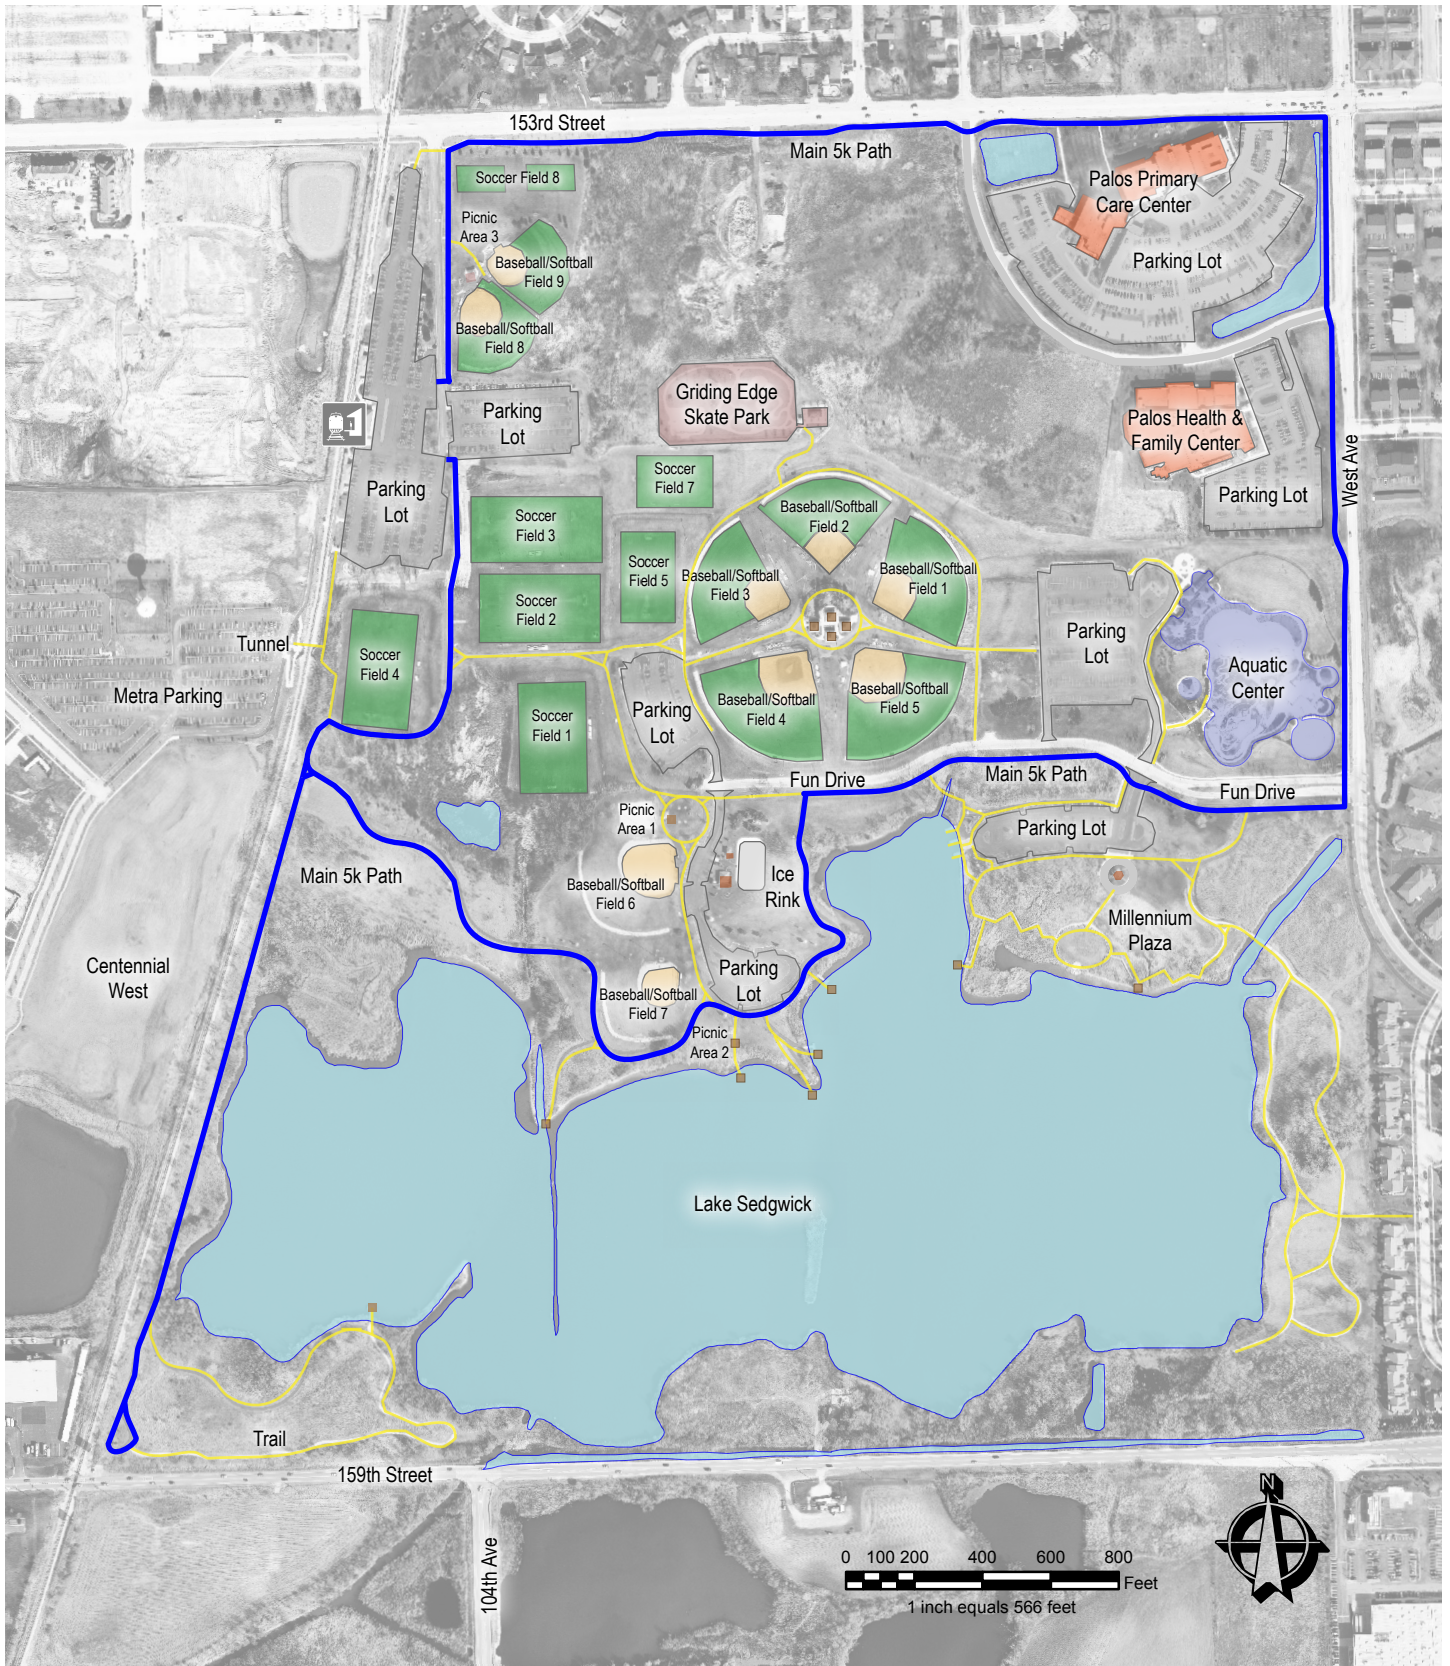 153rd Street
Main 5k Path
Soccer Field 8
Palos Primary
Care Center
Picnic
Area 3
Baseball/Softball
Field 9
Parking Lot
Baseball/Softball
Field 8
Griding Edge
Skate Park
Parking
Lot
Palos Health &
Family Center
West Ave
Soccer
Field 7
Parking
Lot
Parking Lot
Baseball/Softball
Field 2
Soccer
Field 3
Soccer
Field 5
Baseball/Softball
Field 3
Baseball/Softball
Field 1
Soccer
Field 2
Parking
Lot
Tunnel
Soccer
Field 4
Aquatic
Center
Metra Parking
Baseball/Softball
Field 4
Baseball/Softball
Field 5
Soccer
Field 1
Parking
Lot
Fun Drive
Main 5k Path
Fun Drive
Picnic
Area 1
Parking Lot
Main 5k Path
Baseball/Softball
Field 6
Ice
Rink
Millennium
Plaza
Centennial
West
Parking
Lot
Baseball/Softball
Field 7
Picnic
Area 2
Lake Sedgwick
Trail
159th Street
104th Ave
N
0 100 200 400 600 800
Feet
1 inch equals 566 feet